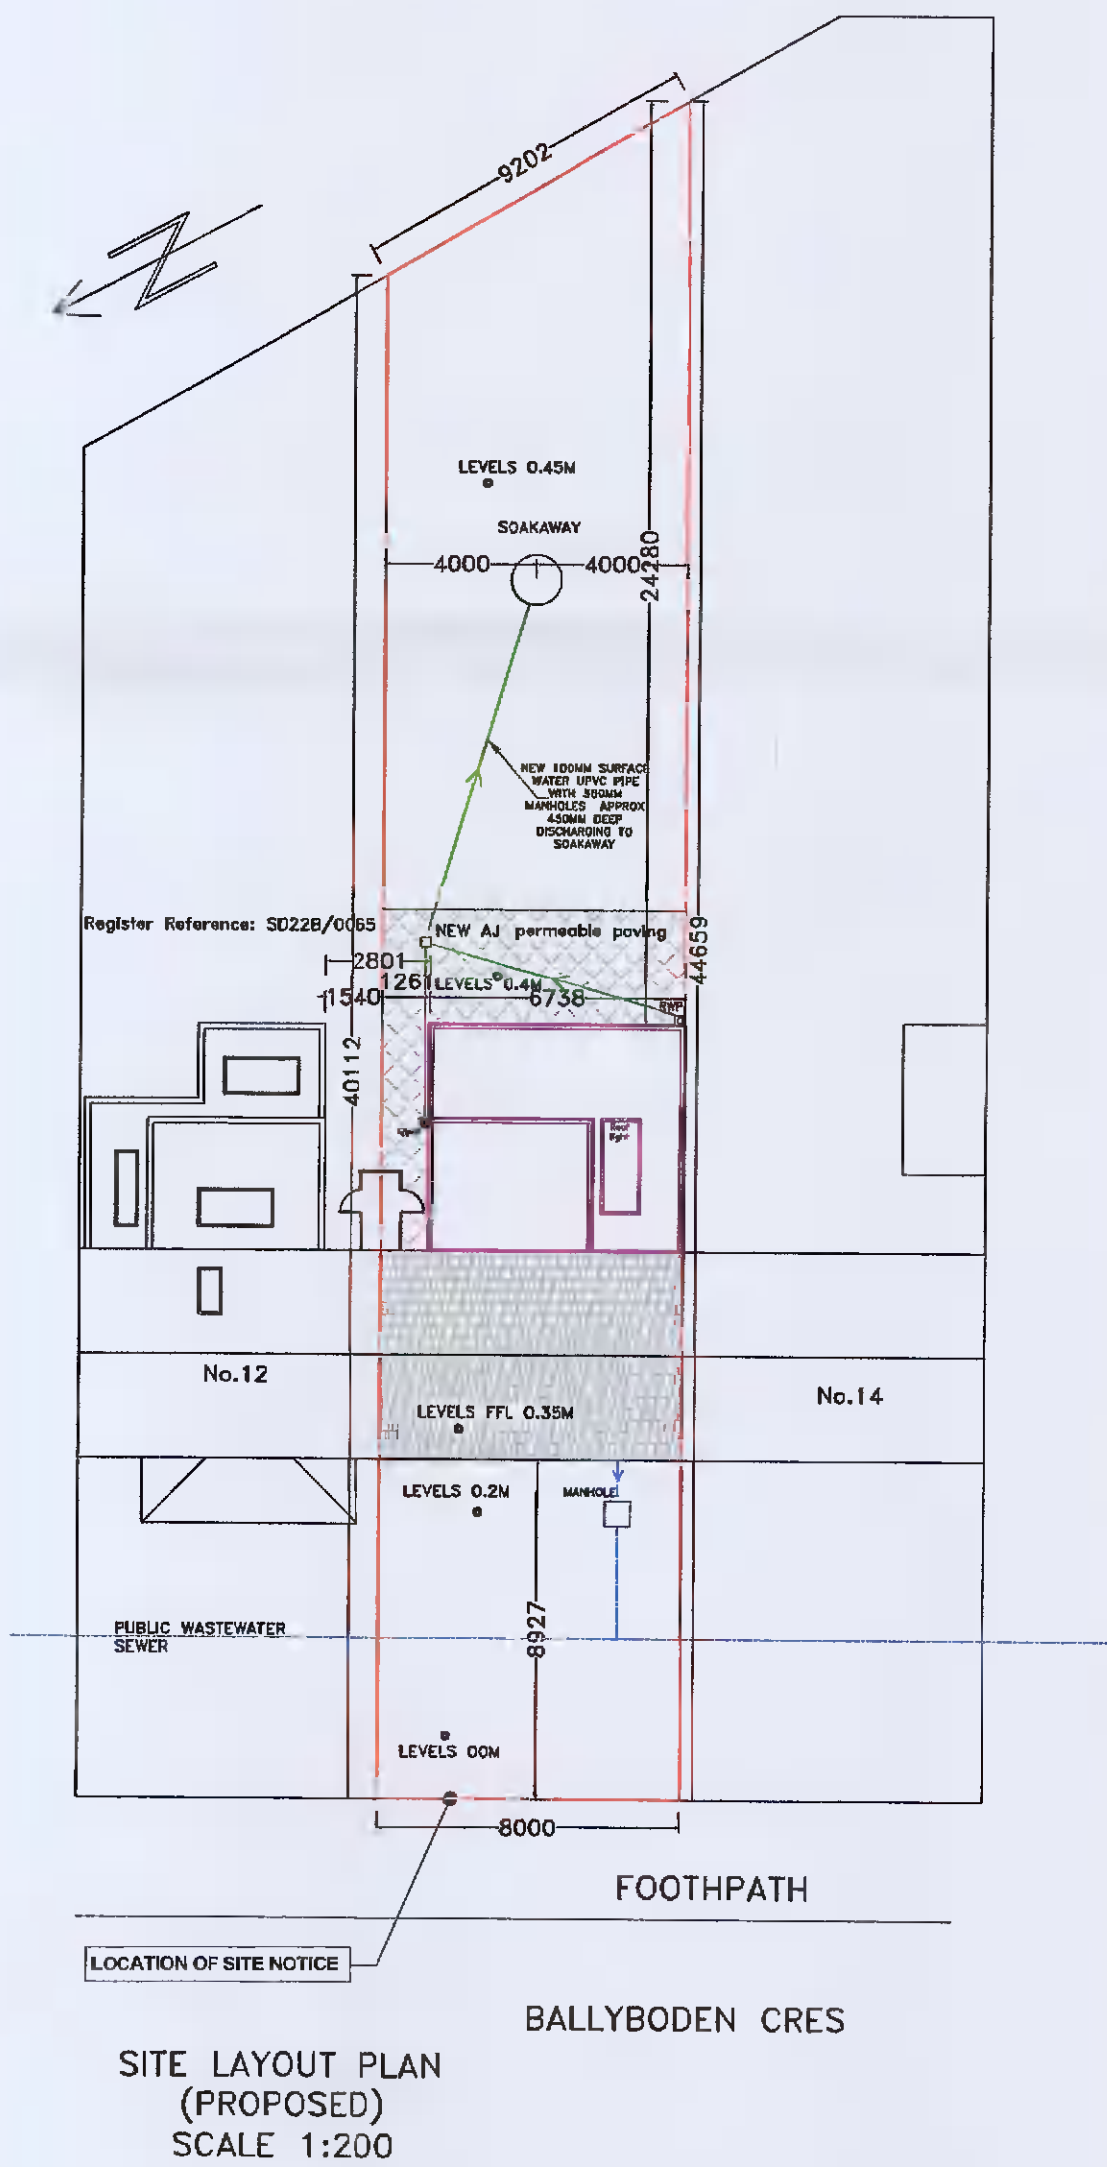 9202
LEVELS 0.45M
SOAKAWAY
4000
4000
24280
NEW 100MM SURFACE
WATER UPVC PIPE
WITH 300MM
MANHOLES APPROX
450MM DEEP
DISCHARGING TO
SOAKAWAY
Register Reference: SD22B/0065
NEW AJ permeable paving
44659
2801
1261
LEVELS 0.4M
1540
6738
RWP
40112
Roof
light
No.12
No.14
LEVELS FFL 0.35M
LEVELS 0.2M
MANHOLE
8927
PUBLIC WASTEWATER
SEWER
LEVELS 00M
8000
FOOTHPATH
LOCATION OF SITE NOTICE
BALLYBODEN CRES
SITE LAYOUT PLAN
(PROPOSED)
SCALE 1:200